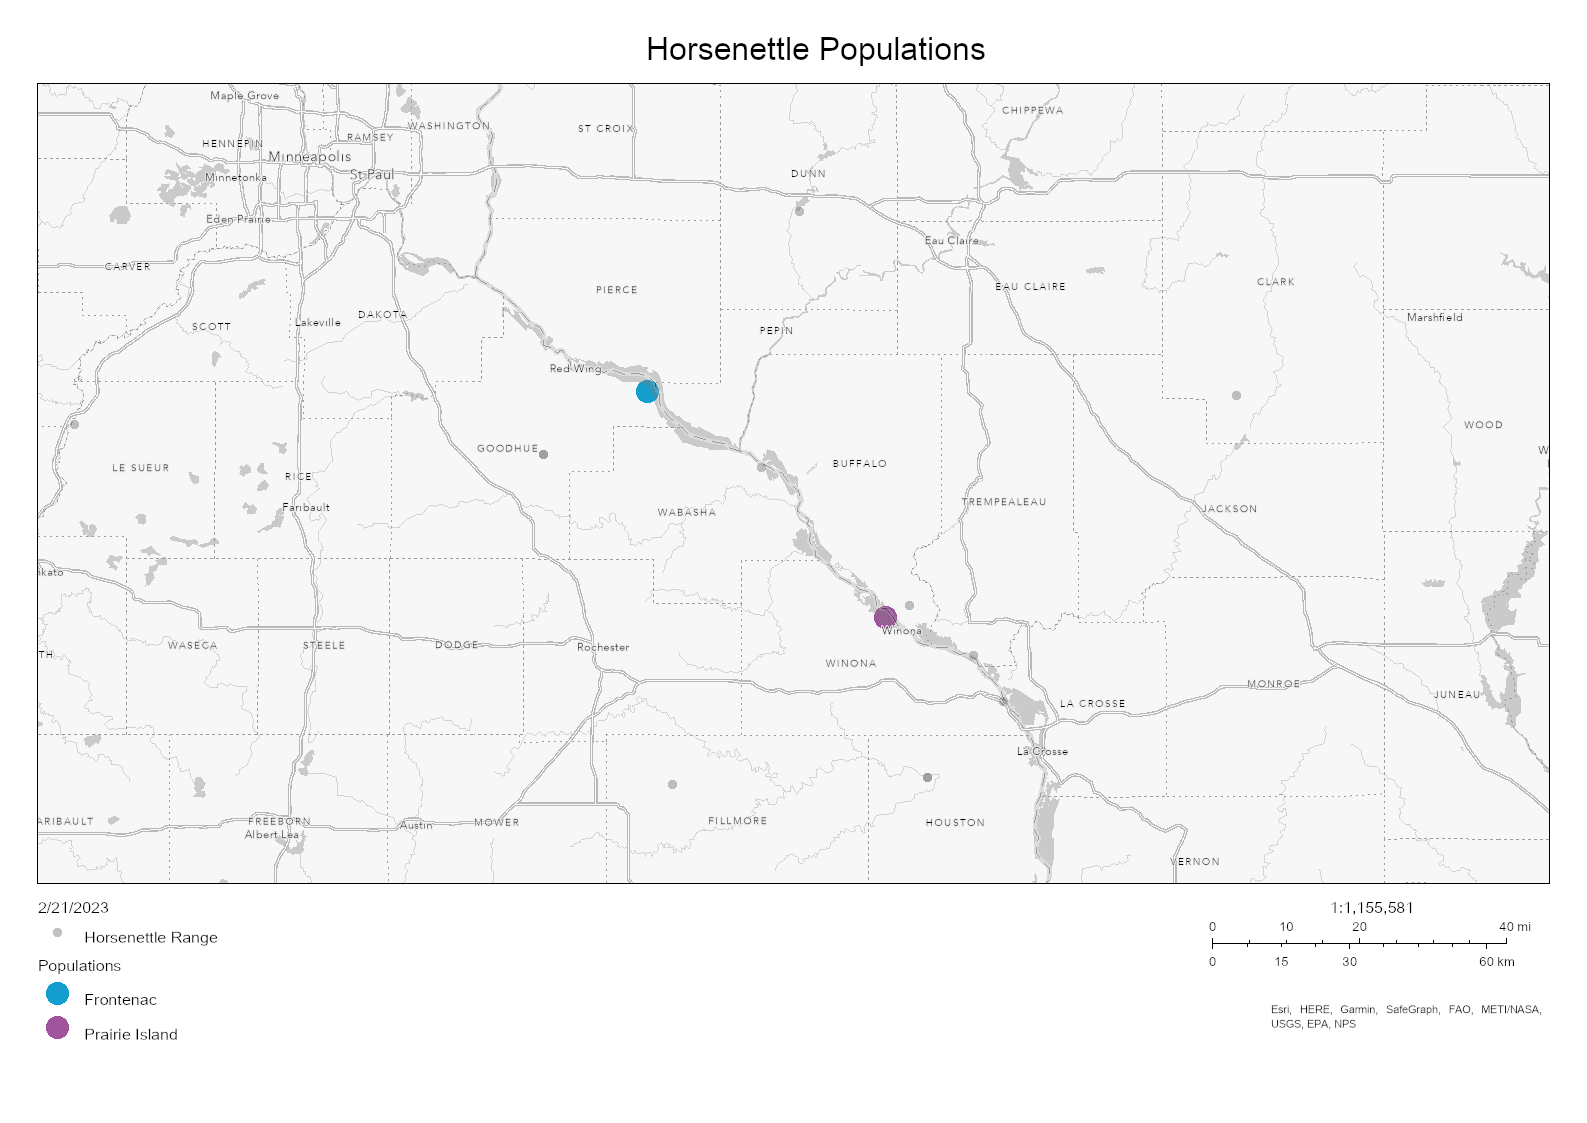 Horsenettle Populations
Maple Grove
CHIPPEWA
WASHINGTON
ST CROIX
RAMSEY
HENNEPIN
Minneapolis
St Paul
DUNN
Minnetonka
Eden Prairie
Eau Claire
CARVER
EAU CLAIRE
CLARK
PIERCE
DAKOTA
Marshfield
Lakeville
SCOTT
PEPIN
Red Wing
WOOD
GOODHUE
W
BUFFALO
LE SUEUR
RICE
TREMPEALEAU
Faribault
JACKSON
WABASHA
kato
Winona
WASECA
STEELE
DODGE
Rochester
TH
WINONA
MONROE
JUNEAU
LA CROSSE
La Crosse
ARIBAULT
FREEBORN
Austin
MOWER
FILLMORE
HOUSTON
Albert Lea
VERNON
2/21/2023
Horsenettle Range
Populations
Frontenac
Prairie Island
1:1,155,581
0 10 20 40 mi
0 15 30 60 km
Esri, HERE, Garmin, SafeGraph, FAO, METI/NASA,
USGS, EPA, NPS